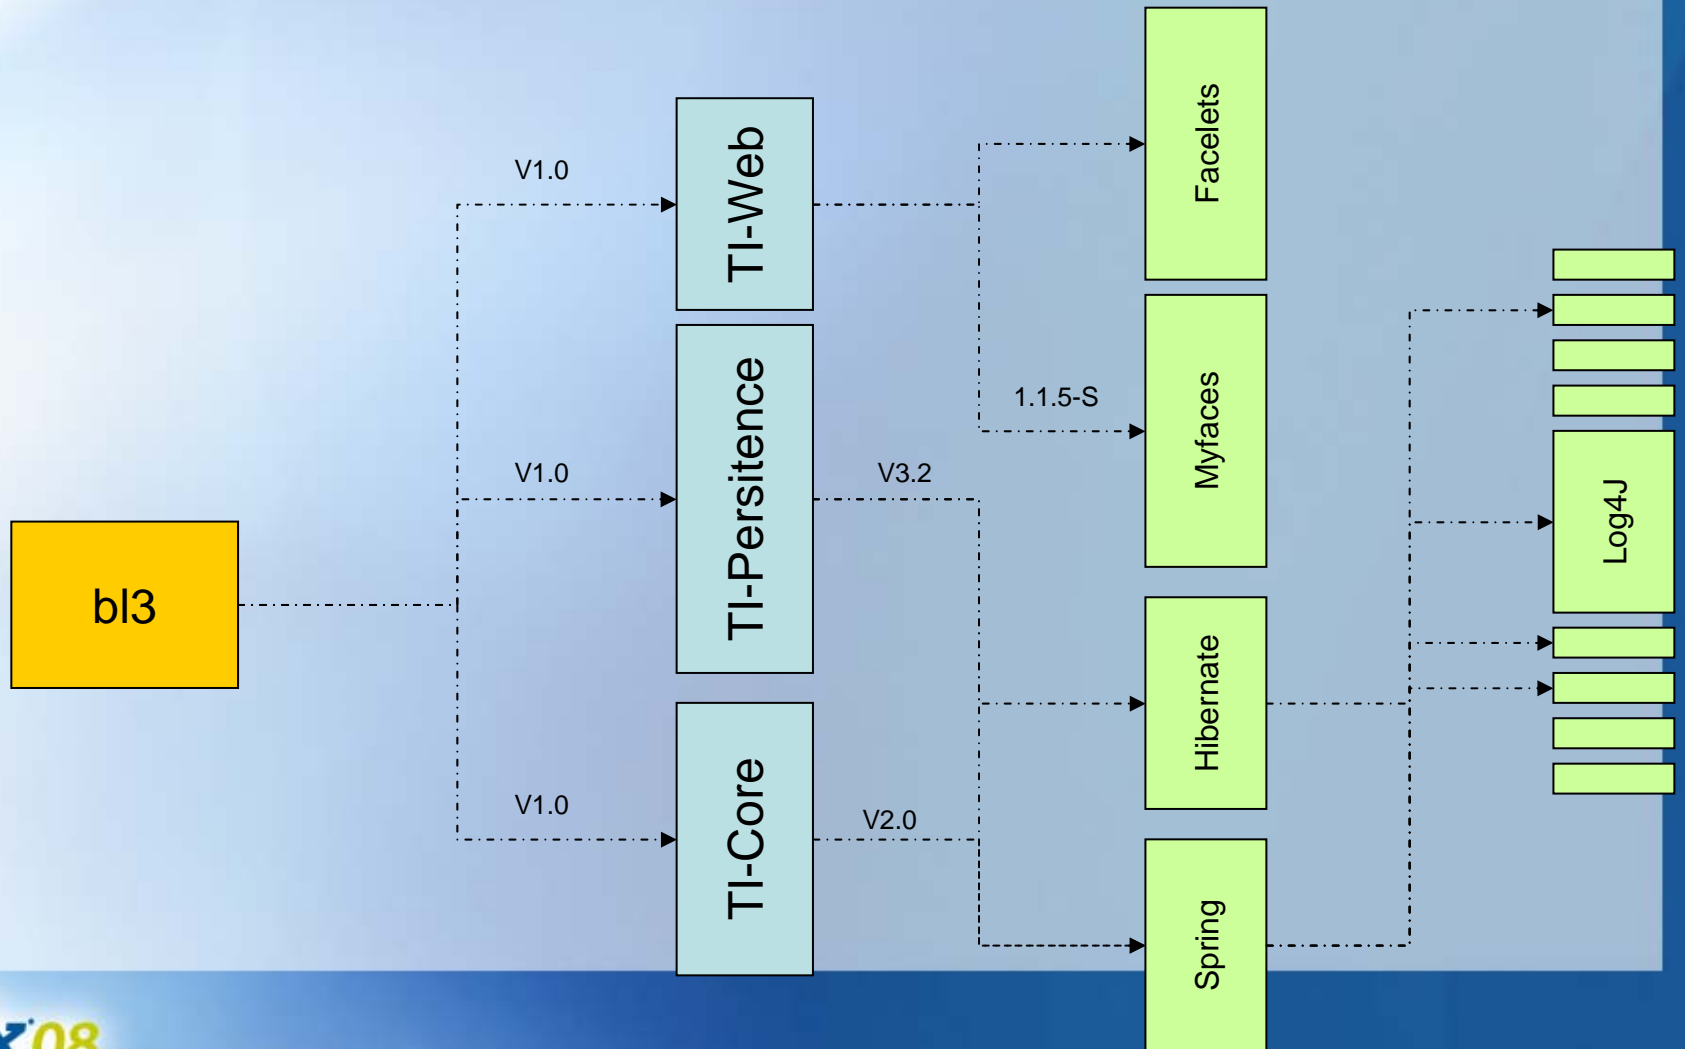 Facelets
TI-Web
V1.0
Myfaces
1.1.5-S
TI-Persitence
V1.0
V3.2
Log4J
bl3
Hibernate
TI-Core
V1.0
V2.0
Spring
'08